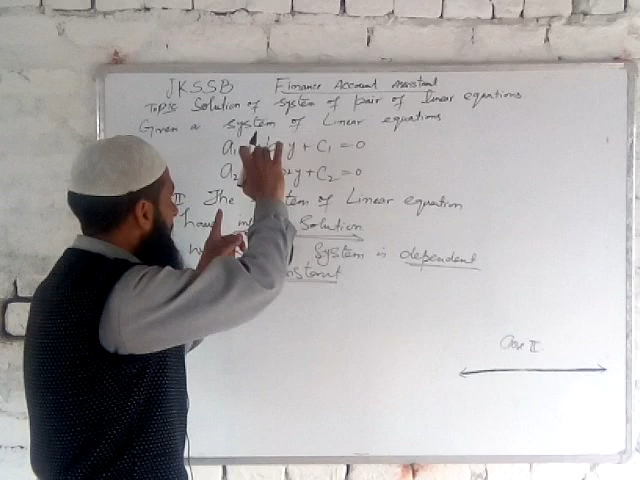 JKSSB Finance Account Assistant
Topic Solution of system of pair of linear equations
Given a system of Linear equations
a₁ y + c₁ = 0
a₂ y + c₂ = 0
II The tem of Linear equation
have Solution
System is dependent
Case II